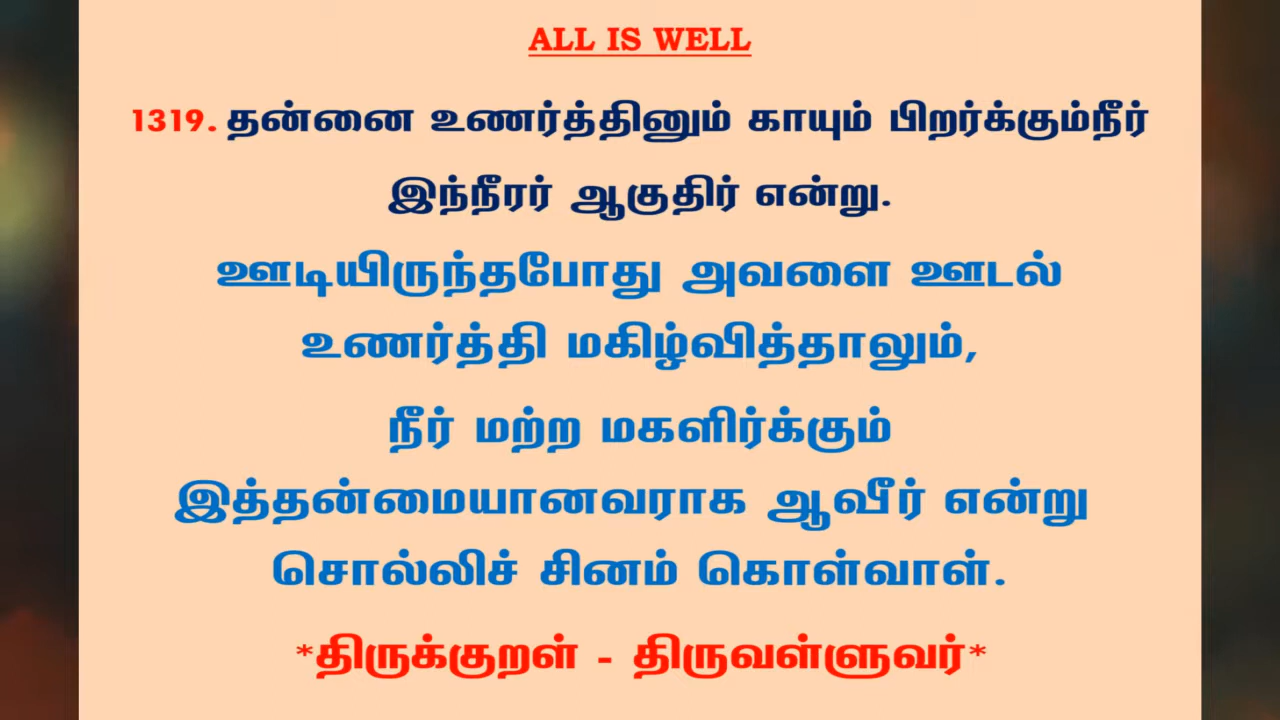 ALL IS WELL
1319. தன்னை உணர்த்தினும் காயும் பிறர்க்கும்நீர்
இந்நீரர் ஆகுதிர் என்று.
ஊடியிருந்தபோது அவளை ஊடல்
உணர்த்தி மகிழ்வித்தாலும்,
நீர் மற்ற மகளிர்க்கும்
இத்தன்மையானவராக ஆவீர் என்று
சொல்லிச் சினம் கொள்வாள்.
*திருக்குறள் - திருவள்ளுவர்*